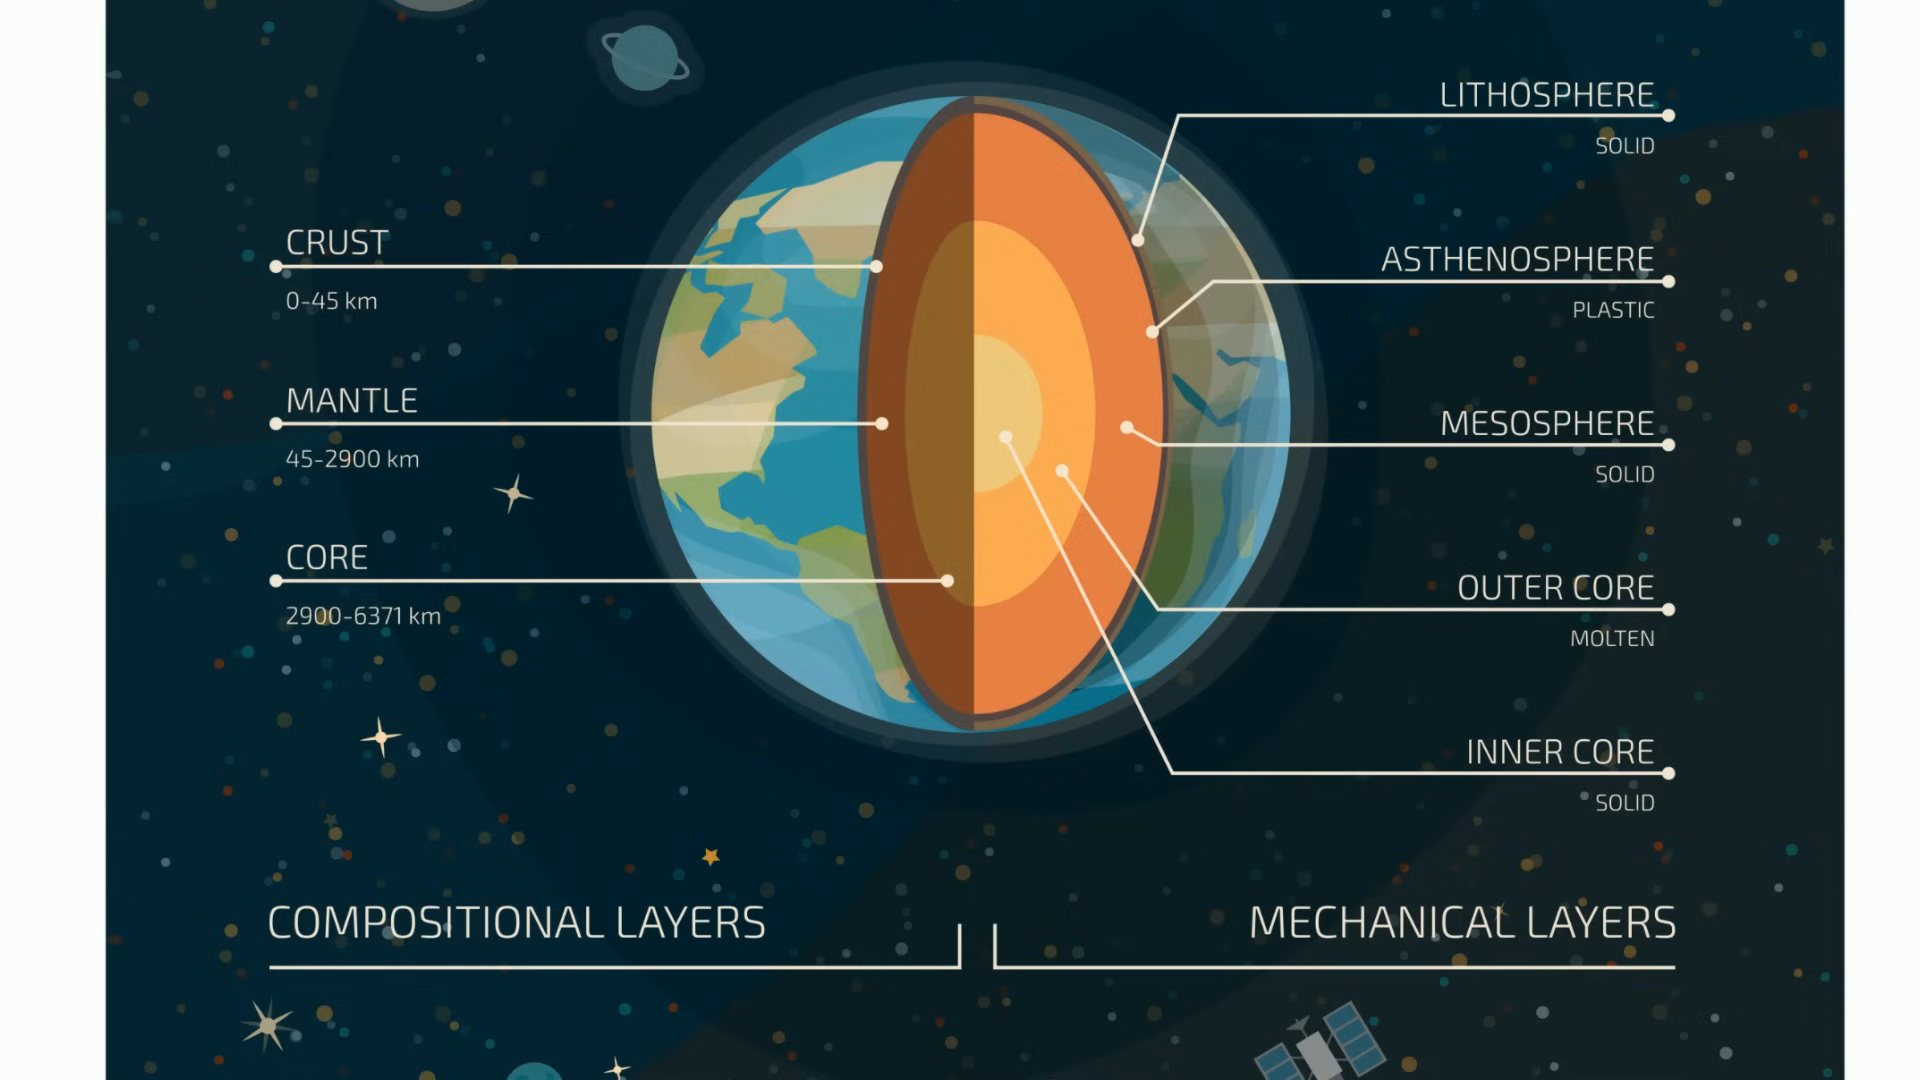 CRUST
0-45 km
MANTLE
45-2900 km
CORE
2900-6371 km
COMPOSITIONAL LAYERS
LITHOSPHERE
SOLID
ASTHENOSPHERE
PLASTIC
MESOSPHERE
SOLID
OUTER CORE
MOLTEN
INNER CORE
SOLID
MECHANICAL LAYERS